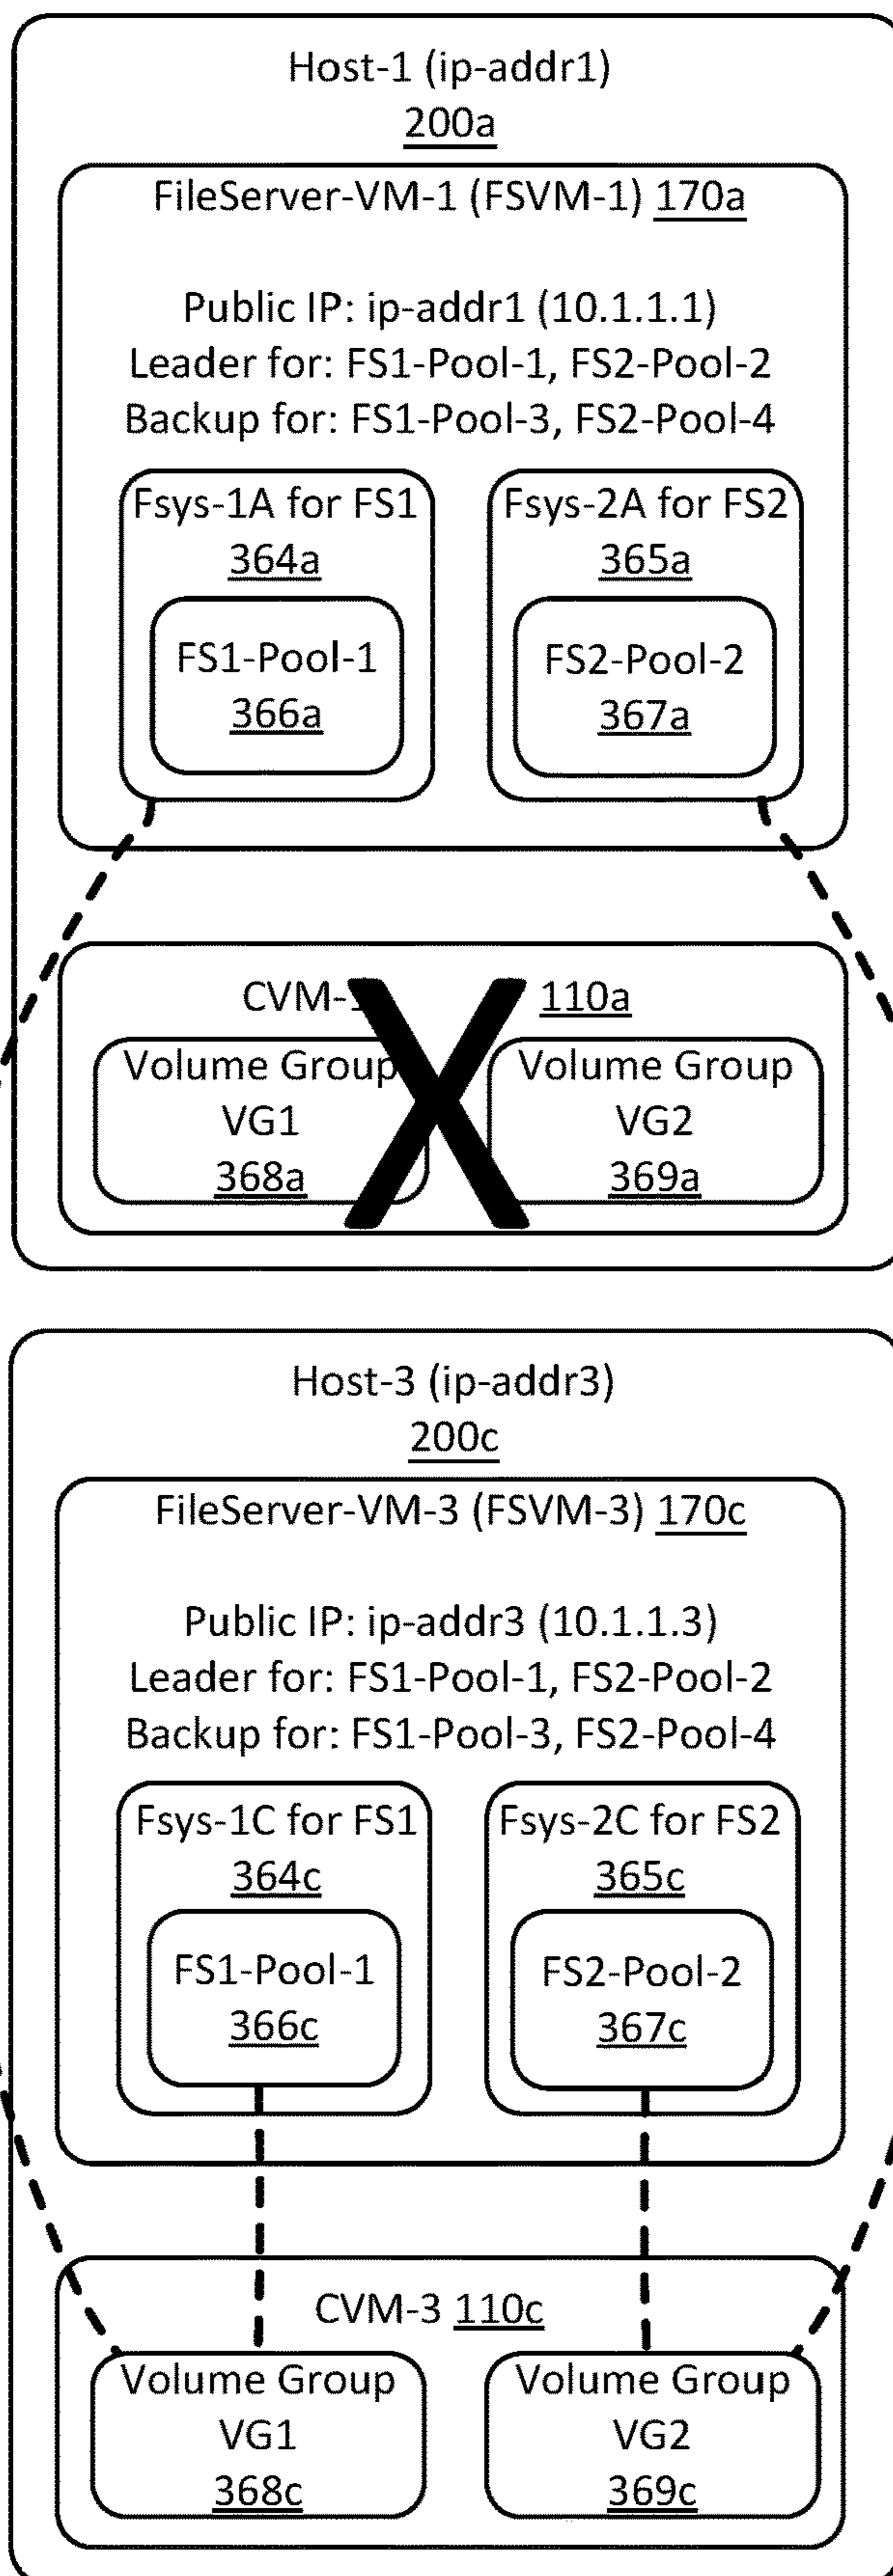 Host-1 (ip-addr1)
200a
FileServer-VM-1 (FSVM-1) 170a
Public IP: ip-addr1 (10.1.1.1)
Leader for: FS1-Pool-1, FS2-Pool-2
Backup for: FS1-Pool-3, FS2-Pool-4
Fsys-1A for FS1
364a
FS1-Pool-1
366a
Fsys-2A for FS2
365a
FS2-Pool-2
367a
CVM-1 110a
Volume Group
VG1
368a
Volume Group
VG2
369a
Host-3 (ip-addr3)
200c
FileServer-VM-3 (FSVM-3) 170c
Public IP: ip-addr3 (10.1.1.3)
Leader for: FS1-Pool-1, FS2-Pool-2
Backup for: FS1-Pool-3, FS2-Pool-4
Fsys-1C for FS1
364c
FS1-Pool-1
366c
Fsys-2C for FS2
365c
FS2-Pool-2
367c
CVM-3 110c
Volume Group
VG1
368c
Volume Group
VG2
369c